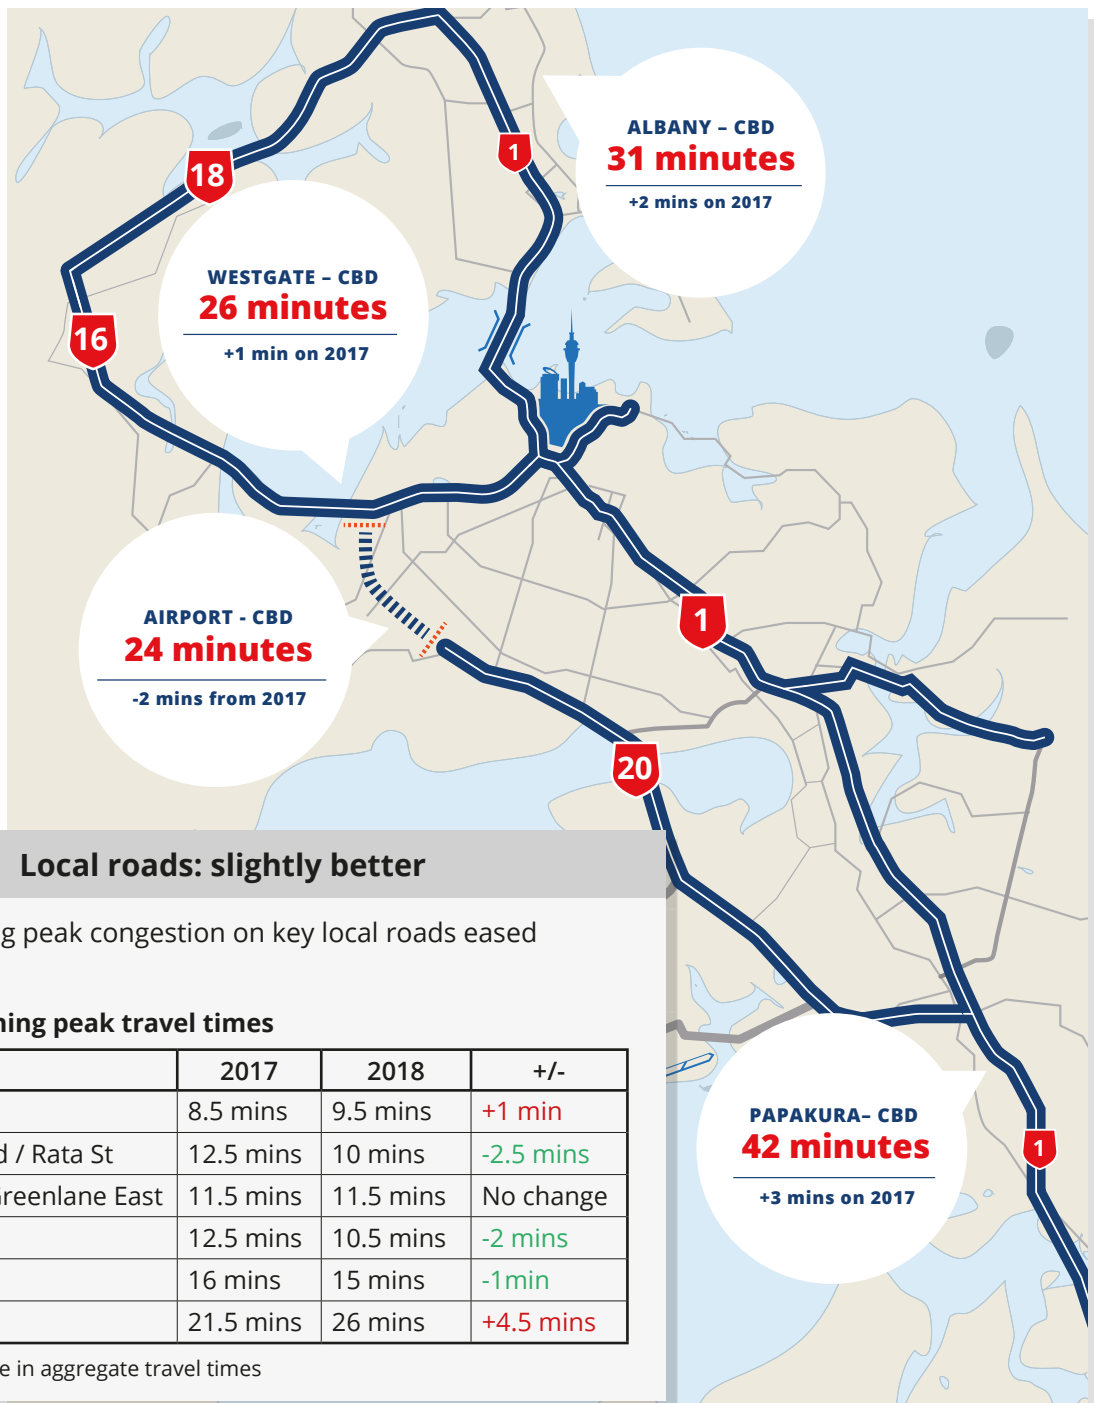 1
ALBANY – CBD
31 minutes
+2 mins on 2017
18
WESTGATE – CBD
26 minutes
+1 min on 2017
16
AIRPORT - CBD
24 minutes
-2 mins from 2017
1
20
Local roads: slightly better
peak congestion on key local roads eased
peak travel times
2017 2018 +/-
8.5 mins 9.5 mins +1 min
/ Rata St 12.5 mins 10 mins -2.5 mins
Greenlane East 11.5 mins 11.5 mins No change
12.5 mins 10.5 mins -2 mins
16 mins 15 mins -1min
21.5 mins 26 mins +4.5 mins
in aggregate travel times
PAPAKURA– CBD
42 minutes
+3 mins on 2017
1